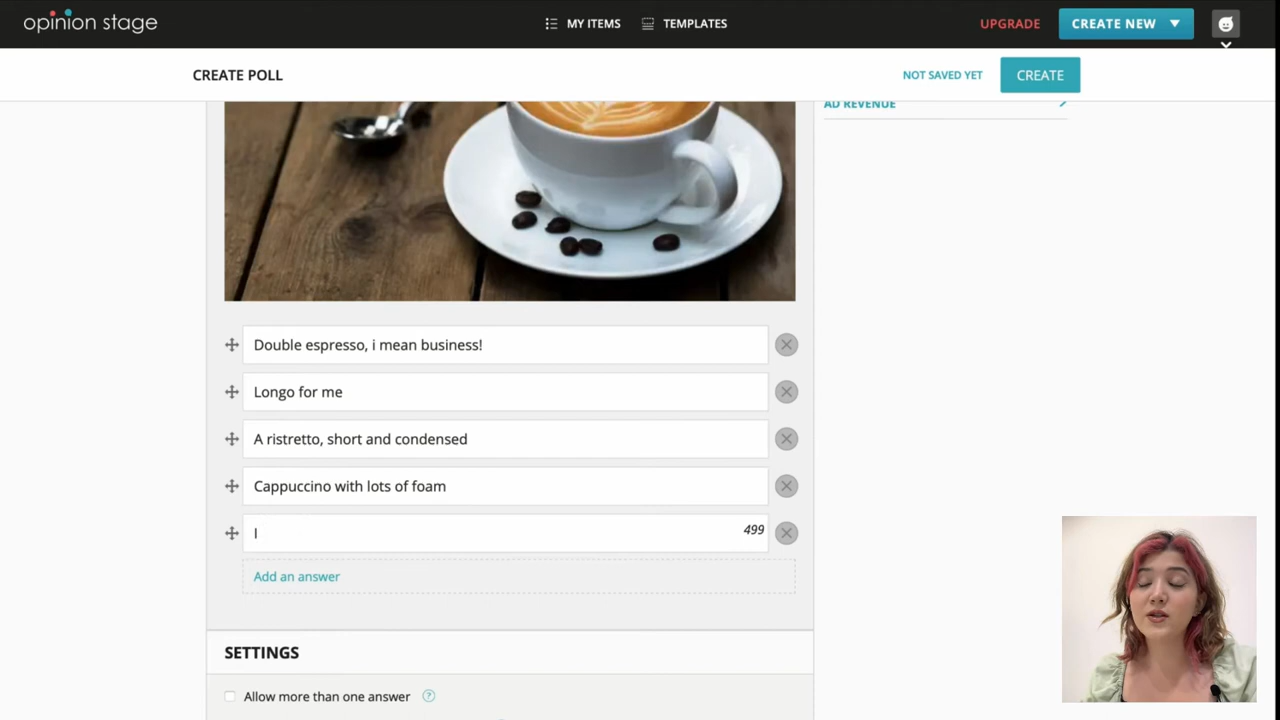 opinion stage
MY ITEMS
TEMPLATES
UPGRADE
CREATE NEW
CREATE POLL
NOT SAVED YET
CREATE
AD REVENUE
Double espresso, i mean business!
Longo for me
A ristretto, short and condensed
Cappuccino with lots of foam
I
499
Add an answer
SETTINGS
Allow more than one answer ?